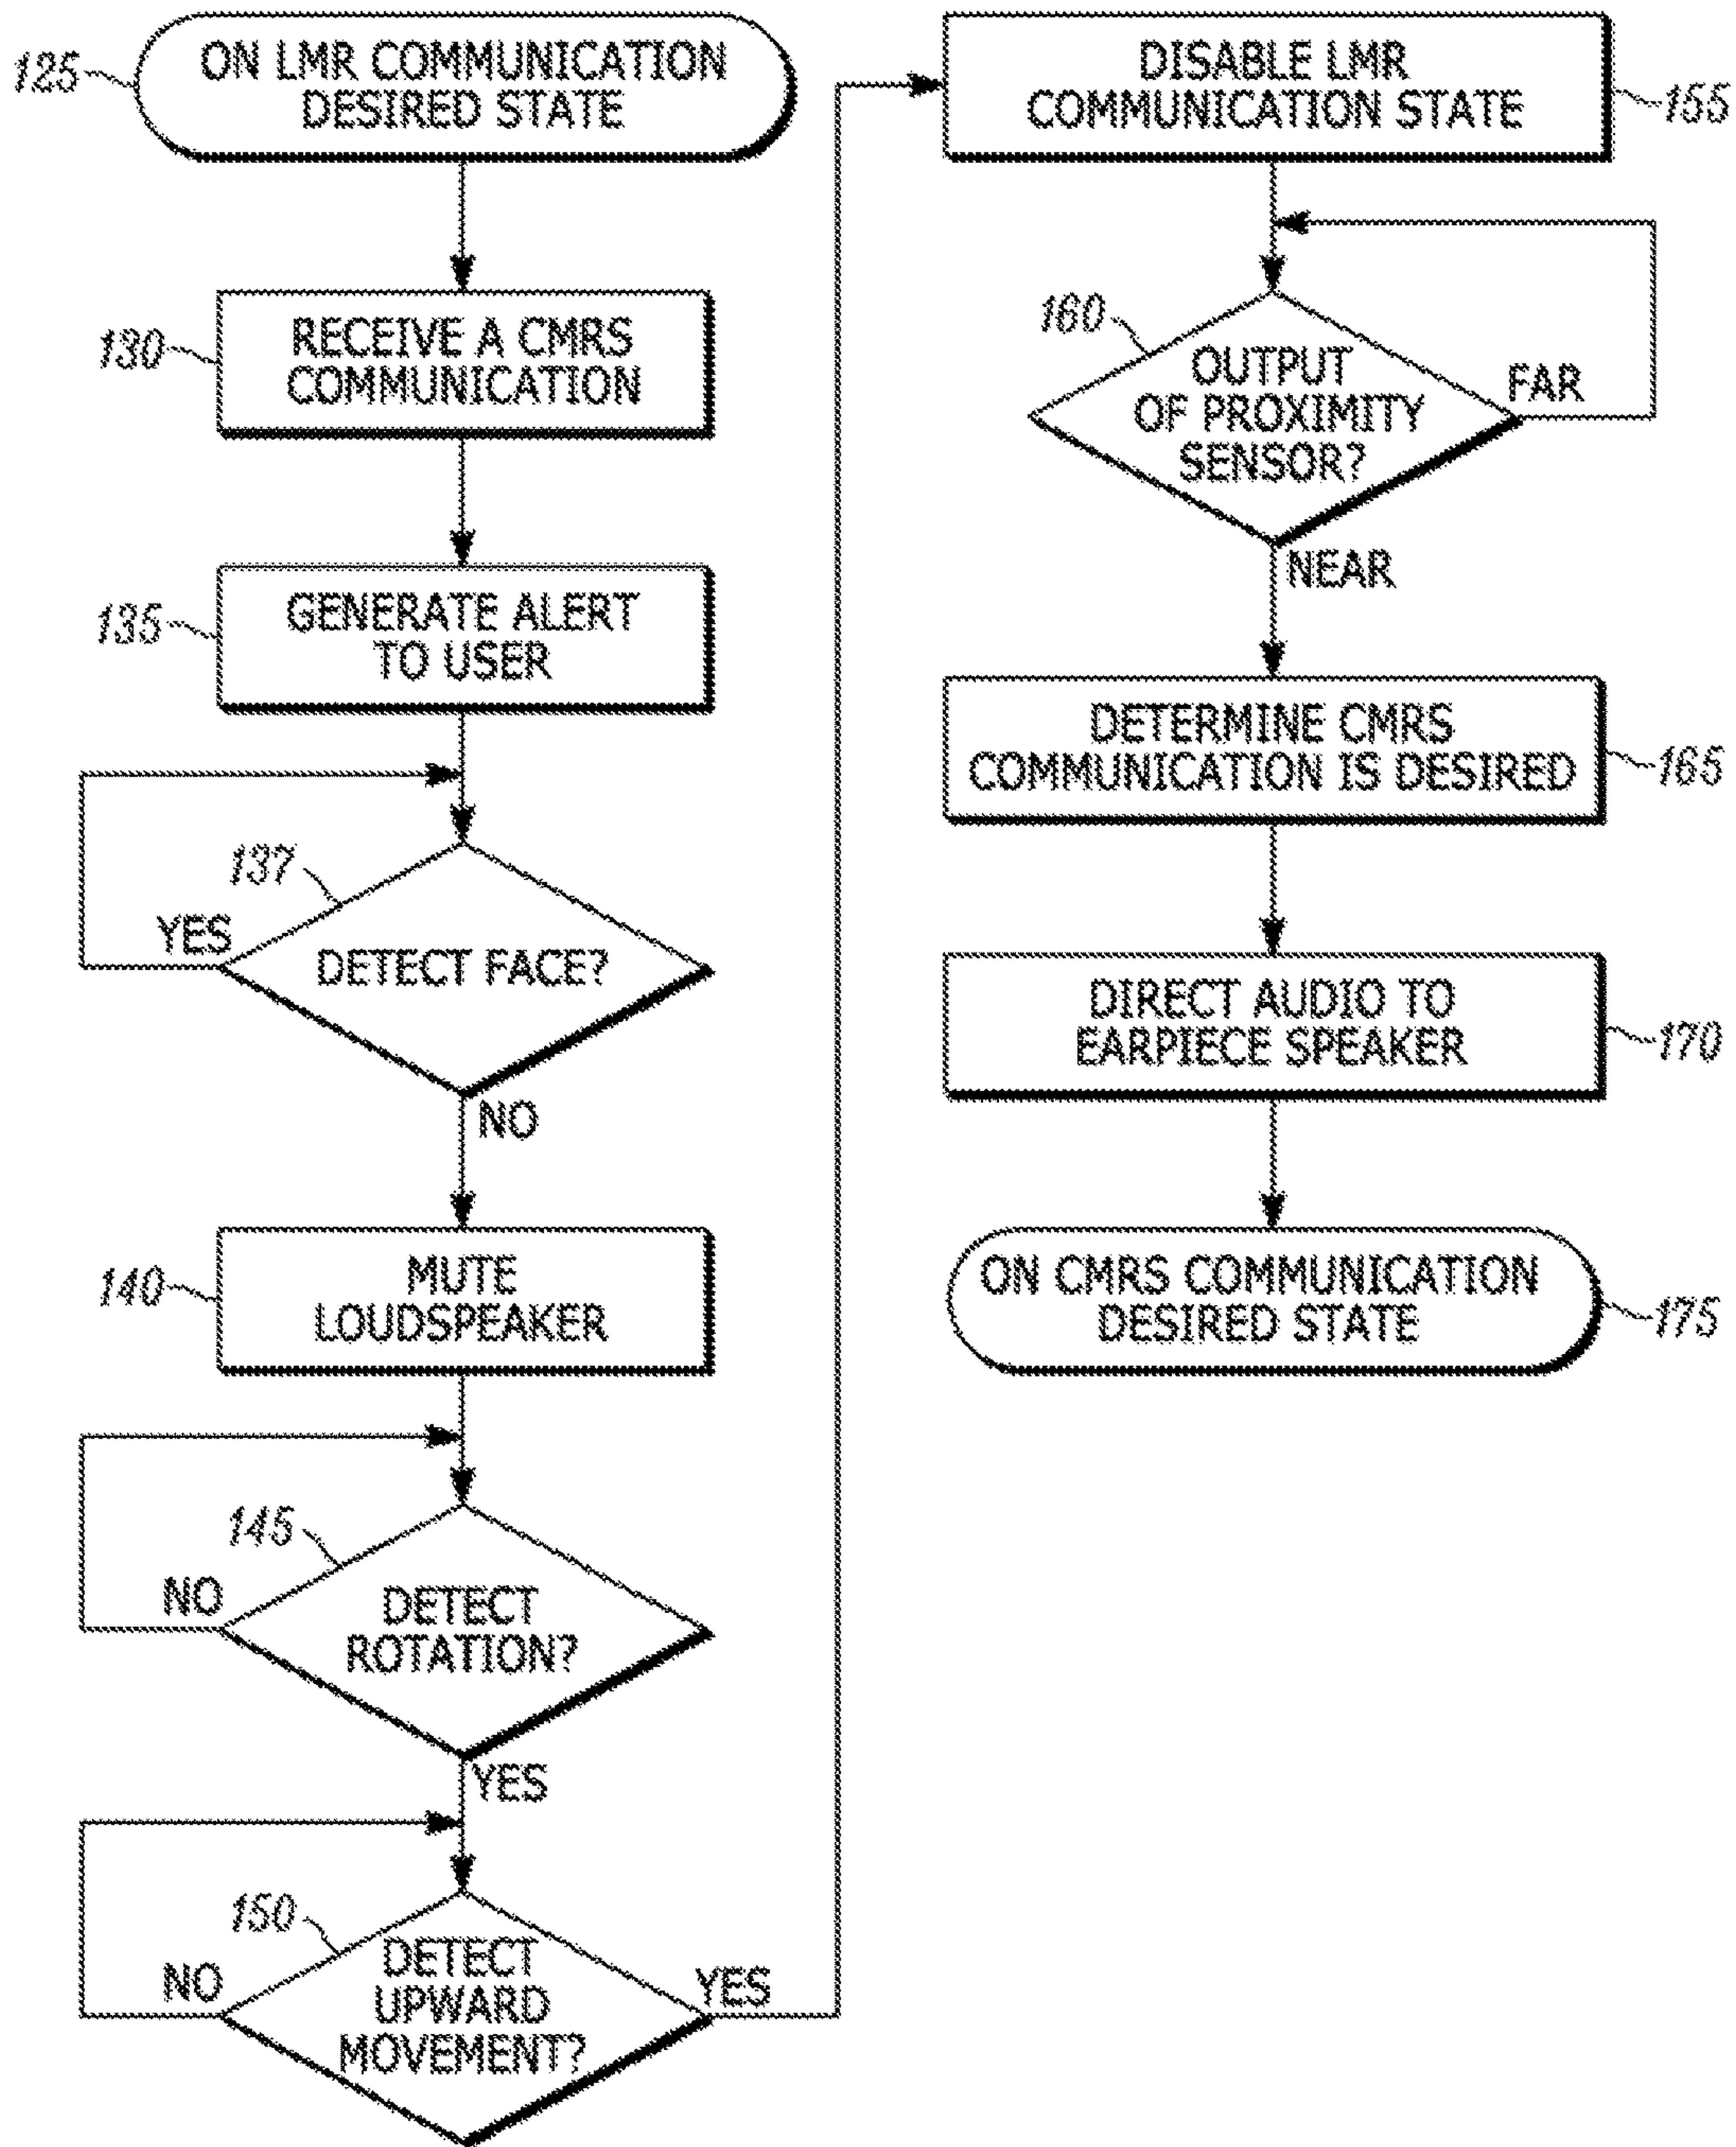 125
ON LMR COMMUNICATION
DESIRED STATE
130
RECEIVE A CMRS
COMMUNICATION
135
GENERATE ALERT
TO USER
137
YES
DETECT FACE?
NO
140
MUTE
LOUDSPEAKER
145
NO
DETECT
ROTATION?
YES
150
NO
DETECT
UPWARD
MOVEMENT?
YES
DISABLE LMR
COMMUNICATION STATE
155
160
OUTPUT
OF PROXIMITY
SENSOR?
FAR
NEAR
DETERMINE CMRS
COMMUNICATION IS DESIRED
165
DIRECT AUDIO TO
EARPIECE SPEAKER
170
ON CMRS COMMUNICATION
DESIRED STATE
175